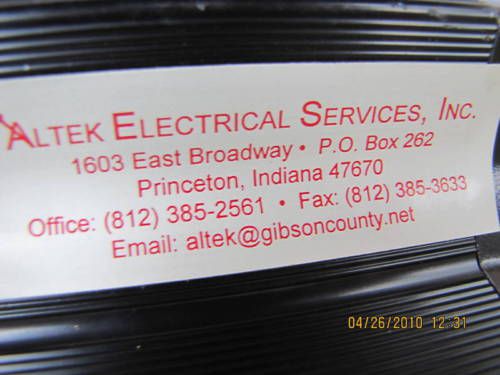 ALTEK ELECTRICAL SERVICES, INC.
1603 East Broadway • P.O. Box 262
Princeton, Indiana 47670
Office: (812) 385-2561 • Fax: (812) 385-3633
Email: altek@gibsoncounty.net
04/26/2010 12:31